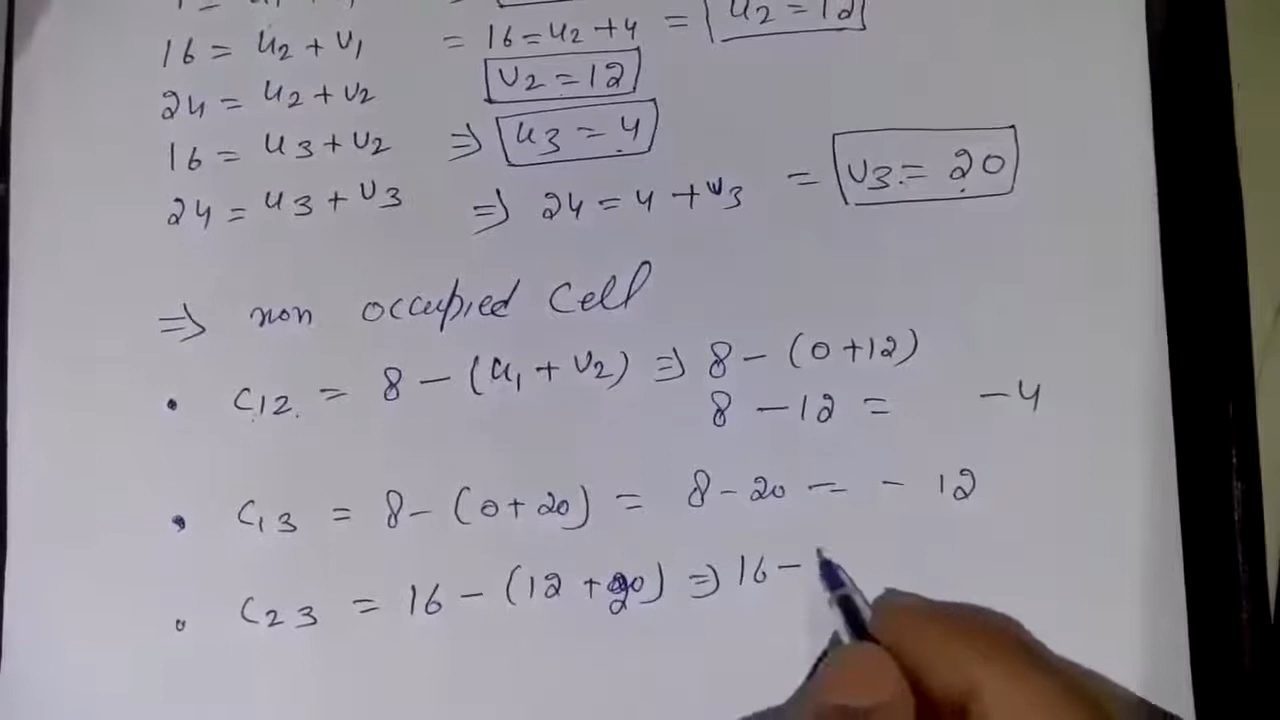 16 = u2 + v1 = 16 = u2 + 4 = u2 = 12
24 = u2 + v2 v2 = 12
16 = u3 + v2 ⇒ u3 = 4
24 = u3 + v3 ⇒ 24 = 4 + v3 = v3 = 20
⇒ non occupied cell
• C12 = 8 - (u1 + v2) ⇒ 8 - (0 + 12)
8 - 12 = -4
• C13 = 8 - (0 + 20) = 8 - 20 = - 12
• C23 = 16 - (12 + 20) ⇒ 16 -